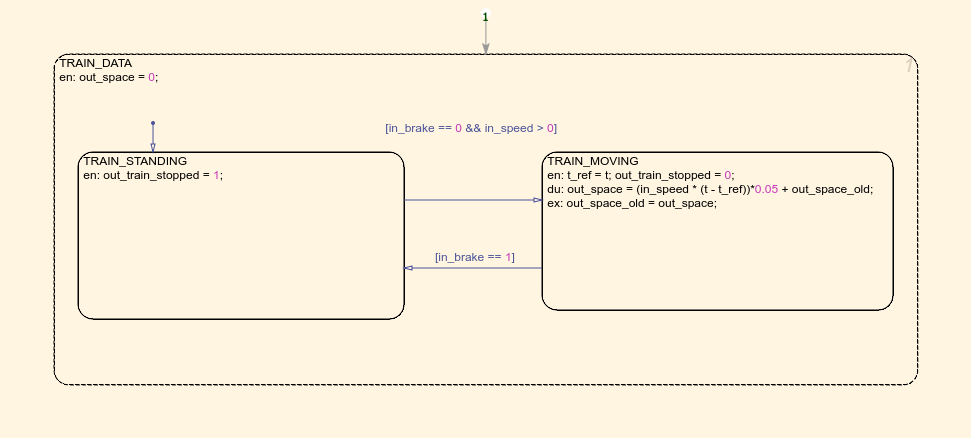 1
TRAIN_DATA
1
en: out_space = 0;
[in_brake == 0 && in_speed > 0]
TRAIN_STANDING
en: out_train_stopped = 1;
TRAIN_MOVING
en: t_ref = t; out_train_stopped = 0;
du: out_space = (in_speed * (t - t_ref))*0.05 + out_space_old;
ex: out_space_old = out_space;
[in_brake == 1]